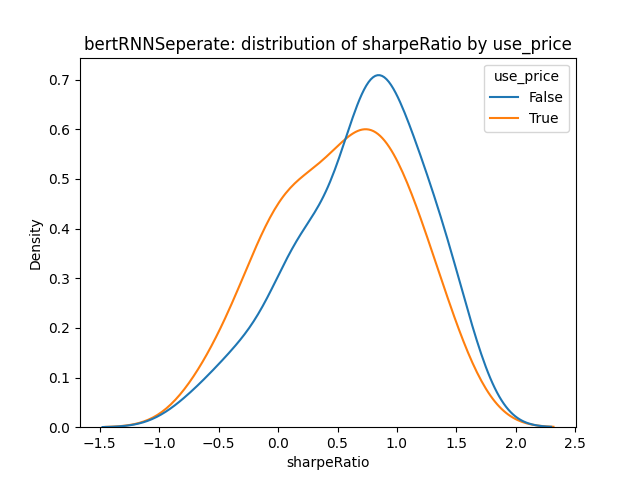 bertRNNSeperate: distribution of sharpeRatio by use_price
use_price
False
True
Density
0.7
0.6
0.5
0.4
0.3
0.2
0.1
0.0
−1.5 −1.0 −0.5 0.0 0.5 1.0 1.5 2.0 2.5
sharpeRatio